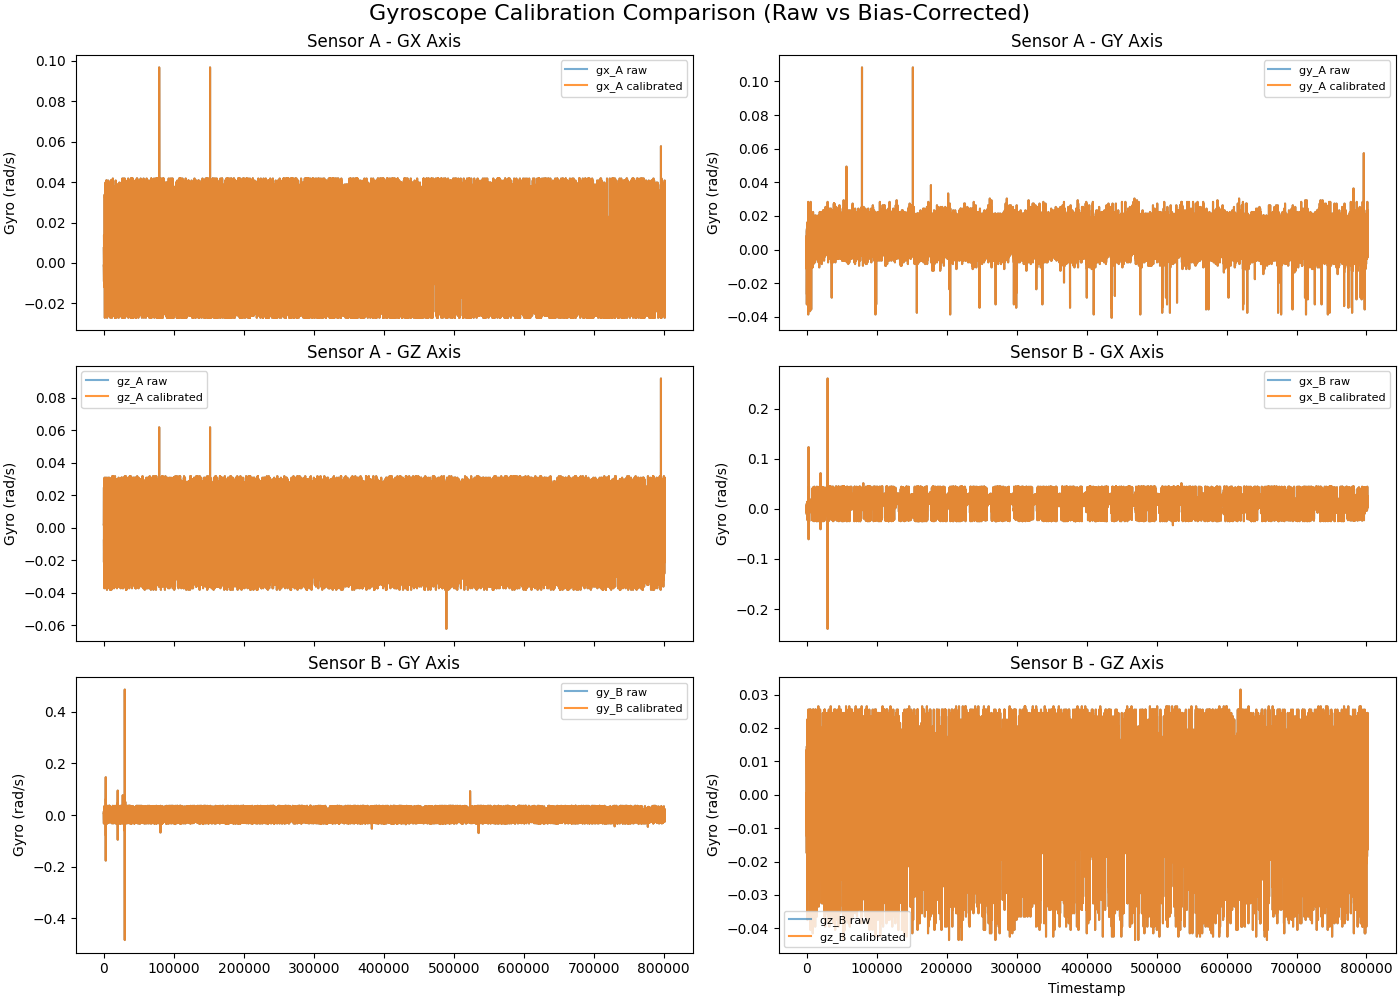 Gyroscope Calibration Comparison (Raw vs Bias-Corrected)
Sensor A - GX Axis
Gyro (rad/s)
0.10
0.08
0.06
0.04
0.02
0.00
−0.02
gx_A raw
gx_A calibrated
Sensor A - GY Axis
Gyro (rad/s)
0.10
0.08
0.06
0.04
0.02
0.00
−0.02
−0.04
gy_A raw
gy_A calibrated
Sensor A - GZ Axis
Gyro (rad/s)
0.08
0.06
0.04
0.02
0.00
−0.02
−0.04
−0.06
gz_A raw
gz_A calibrated
Sensor B - GX Axis
Gyro (rad/s)
0.2
0.1
0.0
−0.1
−0.2
gx_B raw
gx_B calibrated
Sensor B - GY Axis
Gyro (rad/s)
0.4
0.2
0.0
−0.2
−0.4
gy_B raw
gy_B calibrated
0 100000 200000 300000 400000 500000 600000 700000 800000
Sensor B - GZ Axis
Gyro (rad/s)
0.03
0.02
0.01
0.00
−0.01
−0.02
−0.03
−0.04
gz_B raw
gz_B calibrated
0 100000 200000 300000 400000 500000 600000 700000 800000
Timestamp